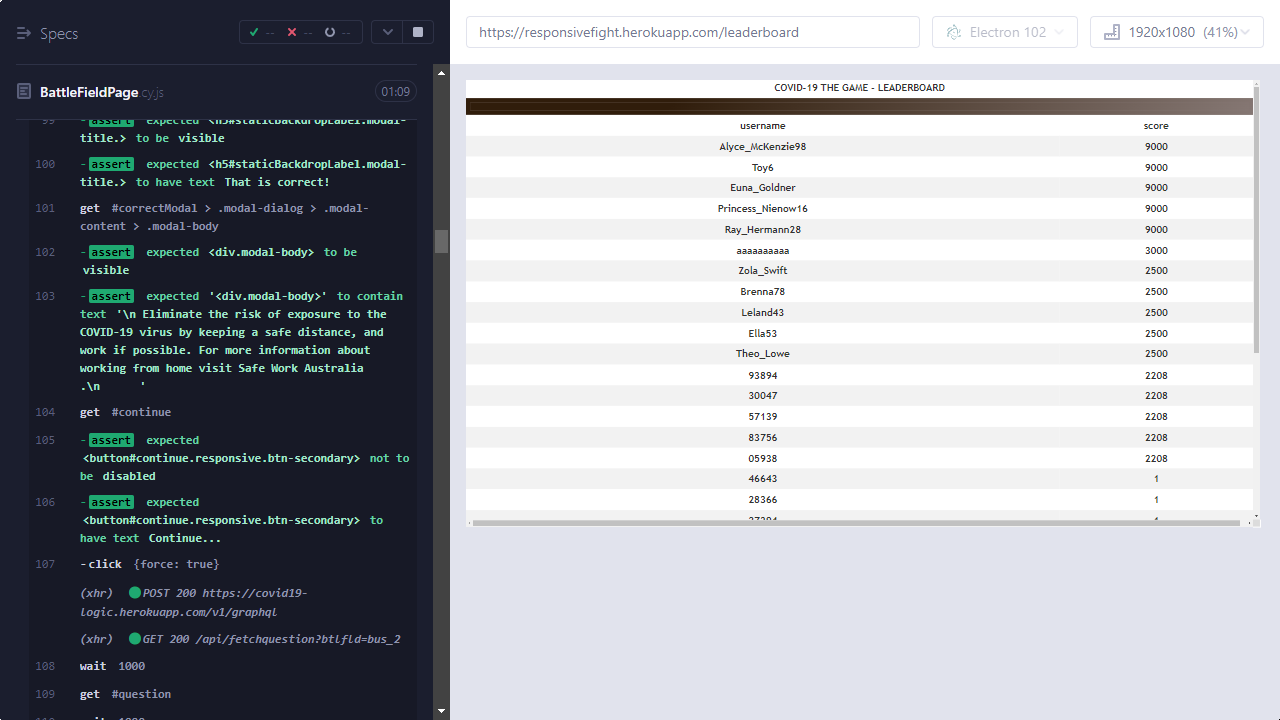 Specs
-- -- --
https://responsivefight.herokuapp.com/leaderboard
Electron 102
1920x1080 (41%)
BattleFieldPage.cy.js
01:09
99 -assert expected <h5#staticBackdropLabel.modal-
title.> to be visible
100 -assert expected <h5#staticBackdropLabel.modal-
title.> to have text That is correct!
101 get #correctModal > .modal-dialog > .modal-
content > .modal-body
102 -assert expected <div.modal-body> to be
visible
103 -assert expected '<div.modal-body>' to contain
text '\n Eliminate the risk of exposure to the
COVID-19 virus by keeping a safe distance, and
work if possible. For more information about
working from home visit Safe Work Australia
.\n '
104 get #continue
105 -assert expected
<button#continue.responsive.btn-secondary> not to
be disabled
106 -assert expected
<button#continue.responsive.btn-secondary> to
have text Continue...
107 -click {force: true}
(xhr) POST 200 https://covid19-
logic.herokuapp.com/v1/graphql
(xhr) GET 200 /api/fetchquestion?btlfld=bus_2
108 wait 1000
109 get #question
COVID-19 THE GAME - LEADERBOARD
username score
Alyce_McKenzie98 9000
Toy6 9000
Euna_Goldner 9000
Princess_Nienow16 9000
Ray_Hermann28 9000
aaaaaaaaaa 3000
Zola_Swift 2500
Brenna78 2500
Leland43 2500
Ella53 2500
Theo_Lowe 2500
93894 2208
30047 2208
57139 2208
83756 2208
05938 2208
46643 1
28366 1